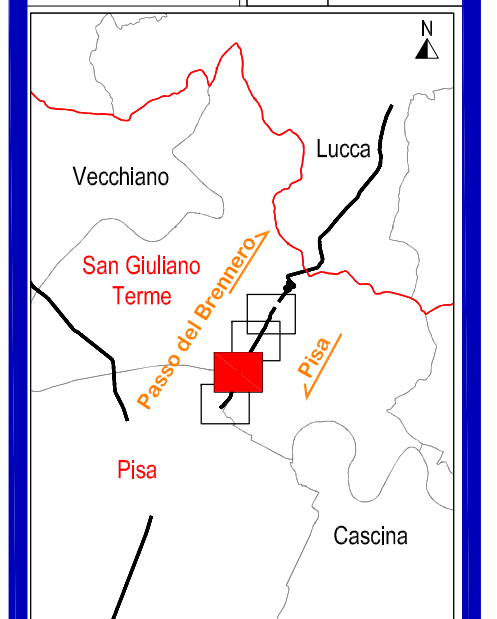 N
Lucca
Vecchiano
San Giuliano
Terme
Passo del Brennero
Pisa
Pisa
Cascina